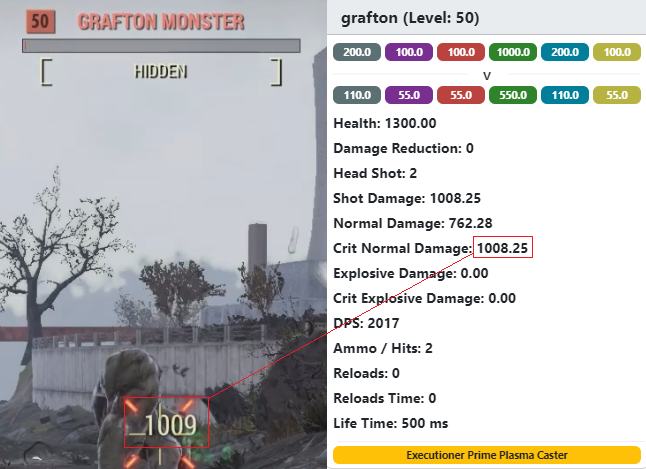 50 GRAFTON MONSTER
[ HIDDEN ]
1009
grafton (Level: 50)
200.0 100.0 100.0 1000.0 200.0 100.0
V
110.0 55.0 55.0 550.0 110.0 55.0
Health: 1300.00
Damage Reduction: 0
Head Shot: 2
Shot Damage: 1008.25
Normal Damage: 762.28
Crit Normal Damage: 1008.25
Explosive Damage: 0.00
Crit Explosive Damage: 0.00
DPS: 2017
Ammo / Hits: 2
Reloads: 0
Reloads Time: 0
Life Time: 500 ms
Executioner Prime Plasma Caster